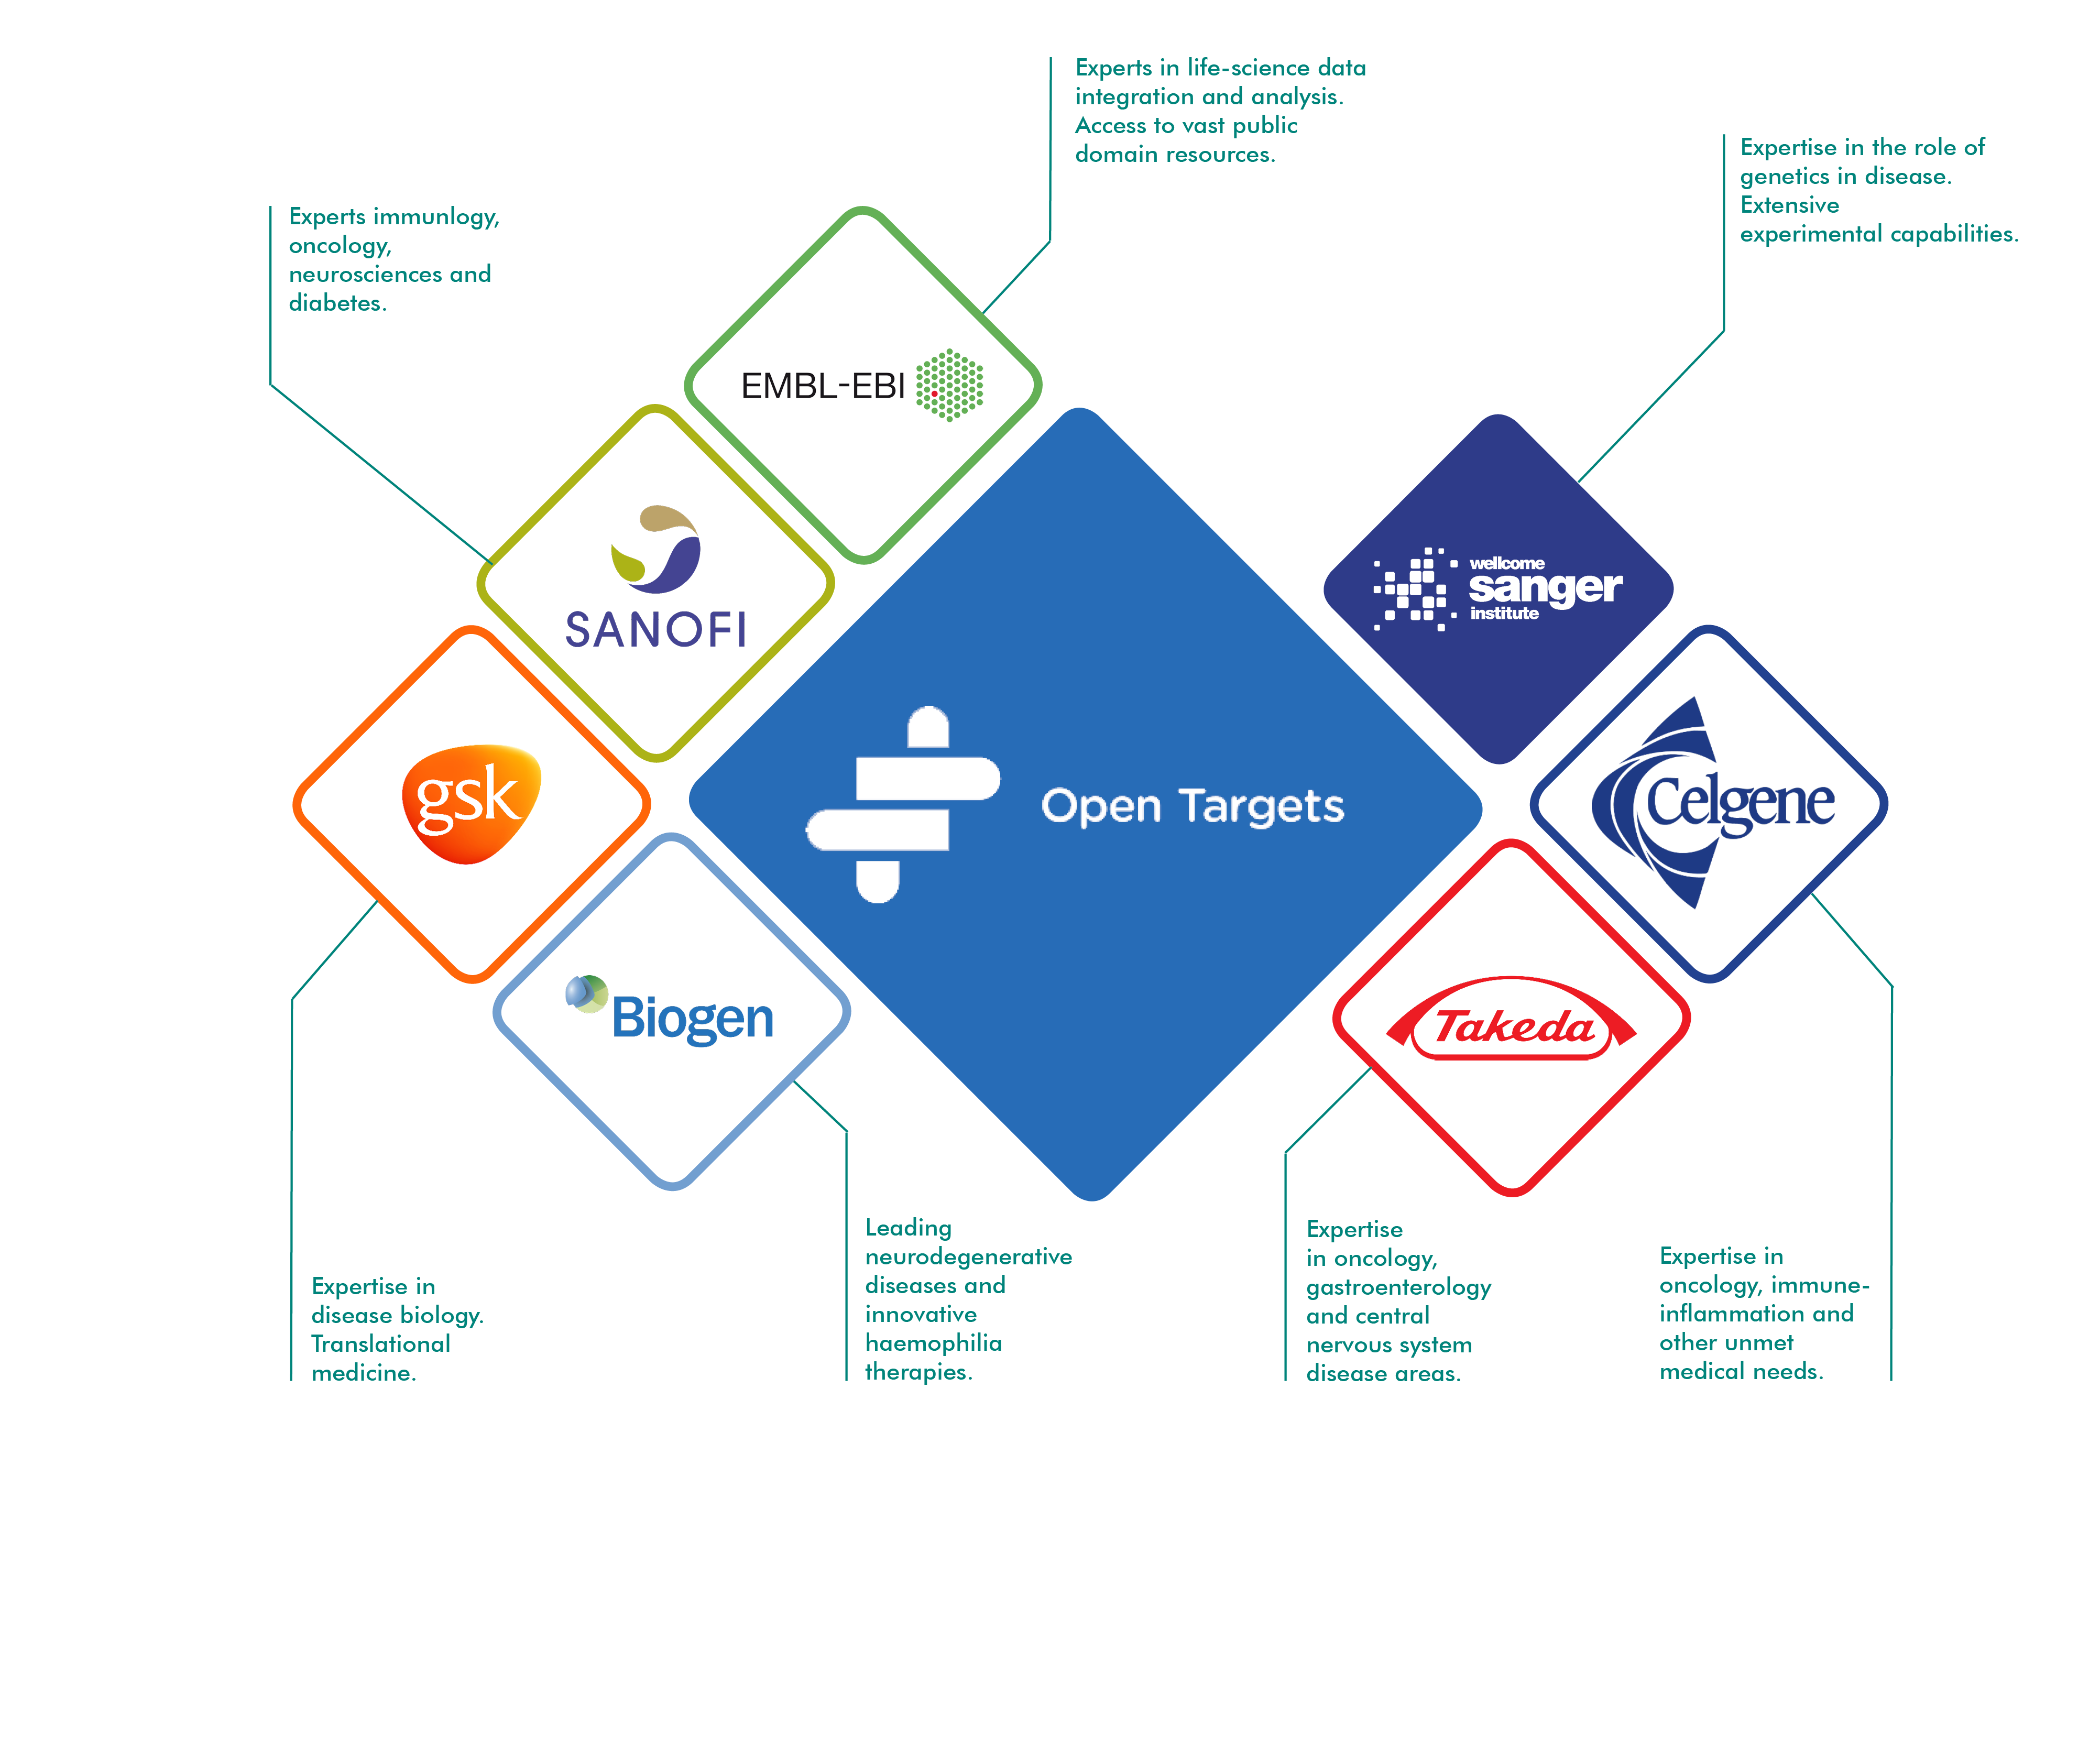 Experts in life-science data
integration and analysis.
Access to vast public
domain resources.
Expertise in the role of
genetics in disease.
Extensive
experimental capabilities.
Experts immunlogy,
oncology,
neurosciences and
diabetes.
EMBL-EBI
SANOFI
wellcome
sanger
institute
gsk
Open Targets
Celgene
Biogen
Takeda
Expertise in
disease biology.
Translational
medicine.
Leading
neurodegenerative
diseases and
innovative
haemophilia
therapies.
Expertise
in oncology,
gastroenterology
and central
nervous system
disease areas.
Expertise in
oncology, immune-
inflammation and
other unmet
medical needs.